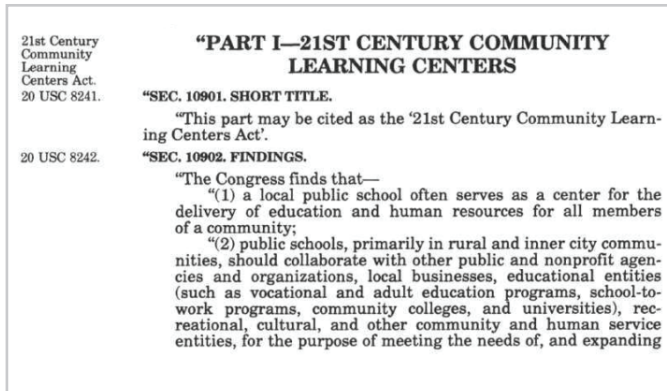 21st Century
Community
Learning
Centers Act.
20 USC 8241.
20 USC 8242.
“PART I—21ST CENTURY COMMUNITY
LEARNING CENTERS
“SEC. 10901. SHORT TITLE.
“This part may be cited as the ‘21st Century Community Learn-
ing Centers Act’.
“SEC. 10902. FINDINGS.
“The Congress finds that—
“(1) a local public school often serves as a center for the
delivery of education and human resources for all members
of a community;
“(2) public schools, primarily in rural and inner city commu-
nities, should collaborate with other public and nonprofit agen-
cies and organizations, local businesses, educational entities
(such as vocational and adult education programs, school-to-
work programs, community colleges, and universities), rec-
reational, cultural, and other community and human service
entities, for the purpose of meeting the needs of, and expanding